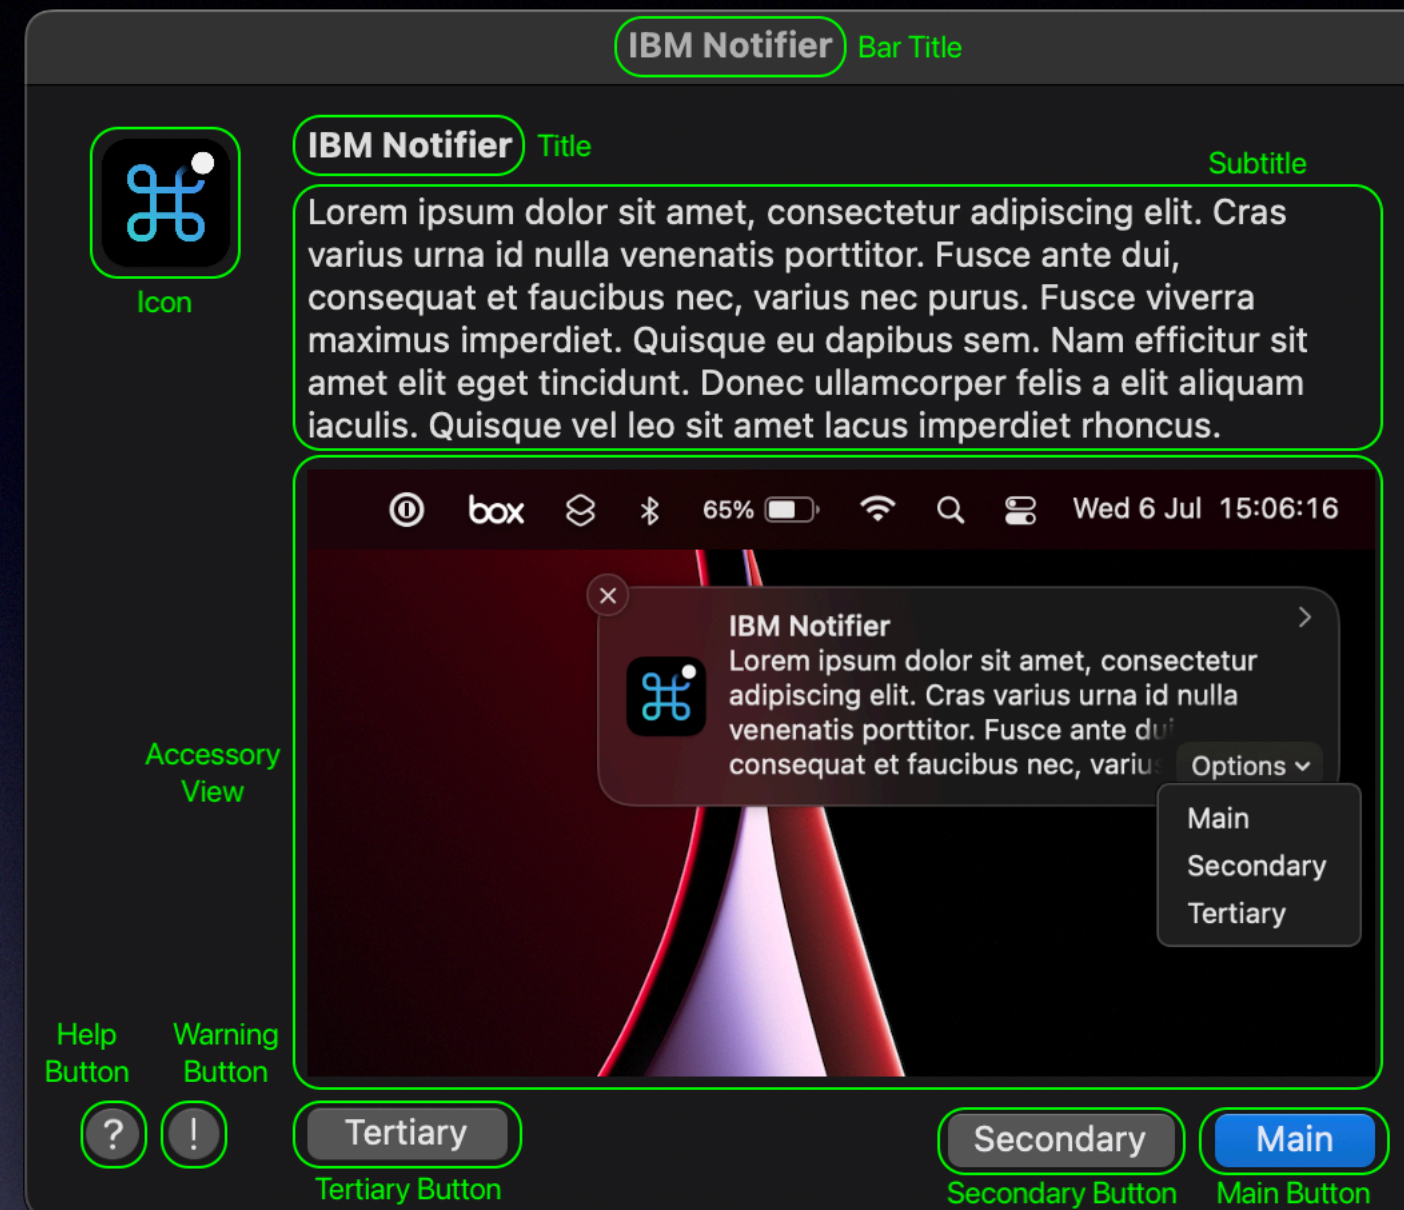 IBM Notifier Bar Title
IBM Notifier Title
Subtitle
Lorem ipsum dolor sit amet, consectetur adipiscing elit. Cras
varius urna id nulla venenatis porttitor. Fusce ante dui,
consequat et faucibus nec, varius nec purus. Fusce viverra
maximus imperdiet. Quisque eu dapibus sem. Nam efficitur sit
amet elit eget tincidunt. Donec ullamcorper felis a elit aliquam
iaculis. Quisque vel leo sit amet lacus imperdiet rhoncus.
Icon
box 65% Wed 6 Jul 15:06:16
IBM Notifier
Lorem ipsum dolor sit amet, consectetur
adipiscing elit. Cras varius urna id nulla
venenatis porttitor. Fusce ante dui
consequat et faucibus nec, varius
Options
Main
Secondary
Tertiary
Accessory
View
Help
Button
Warning
Button
?
!
Tertiary
Tertiary Button
Secondary
Secondary Button
Main
Main Button